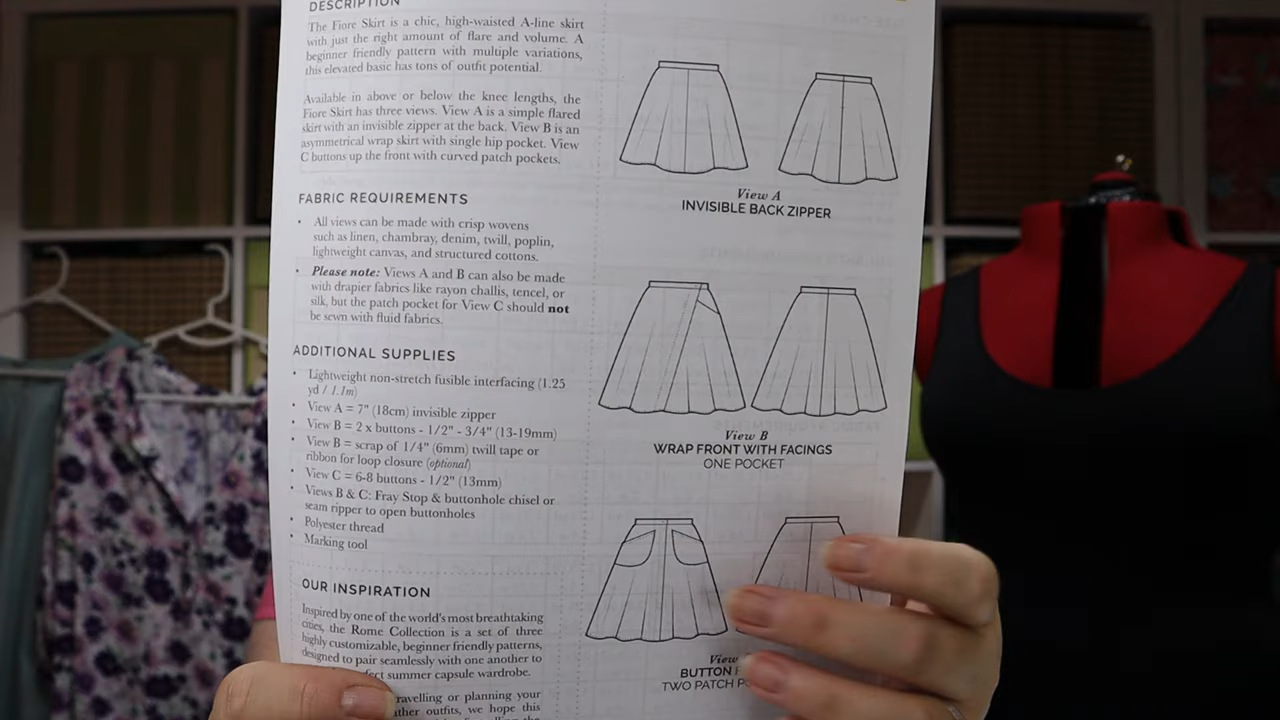 DESCRIPTION
The Fiore Skirt is a chic, high-waisted A-line skirt
with just the right amount of flare and volume. A
beginner friendly pattern with multiple variations,
this elevated basic has tons of outfit potential.
Available in above or below the knee lengths, the
Fiore Skirt has three views. View A is a simple flared
skirt with an invisible zipper at the back. View B is an
asymmetrical wrap skirt with single hip pocket. View
C buttons up the front with curved patch pockets.
FABRIC REQUIREMENTS
• All views can be made with crisp wovens
such as linen, chambray, denim, twill, poplin,
lightweight canvas, and structured cottons.
• Please note: Views A and B can also be made
with drapier fabrics like rayon challis, tencel, or
silk, but the patch pocket for View C should not
be sewn with fluid fabrics.
ADDITIONAL SUPPLIES
• Lightweight non-stretch fusible interfacing (1.25
yd / 1.1m)
• View A = 7" (18cm) invisible zipper
• View B = 2 x buttons - 1/2" - 3/4" (13-19mm)
• View B = scrap of 1/4" (6mm) twill tape or
ribbon for loop closure (optional)
• View C = 6-8 buttons - 1/2" (13mm)
• Views B & C: Fray Stop & buttonhole chisel or
seam ripper to open buttonholes
• Polyester thread
• Marking tool
OUR INSPIRATION
Inspired by one of the world's most breathtaking
cities, the Rome Collection is a set of three
highly customizable, beginner friendly patterns,
designed to pair seamlessly with one another to
fect summer capsule wardrobe.
ravelling or planning your
ather outfits, we hope this
View A
INVISIBLE BACK ZIPPER
View B
WRAP FRONT WITH FACINGS
ONE POCKET
View
BUTTON F
TWO PATCH P